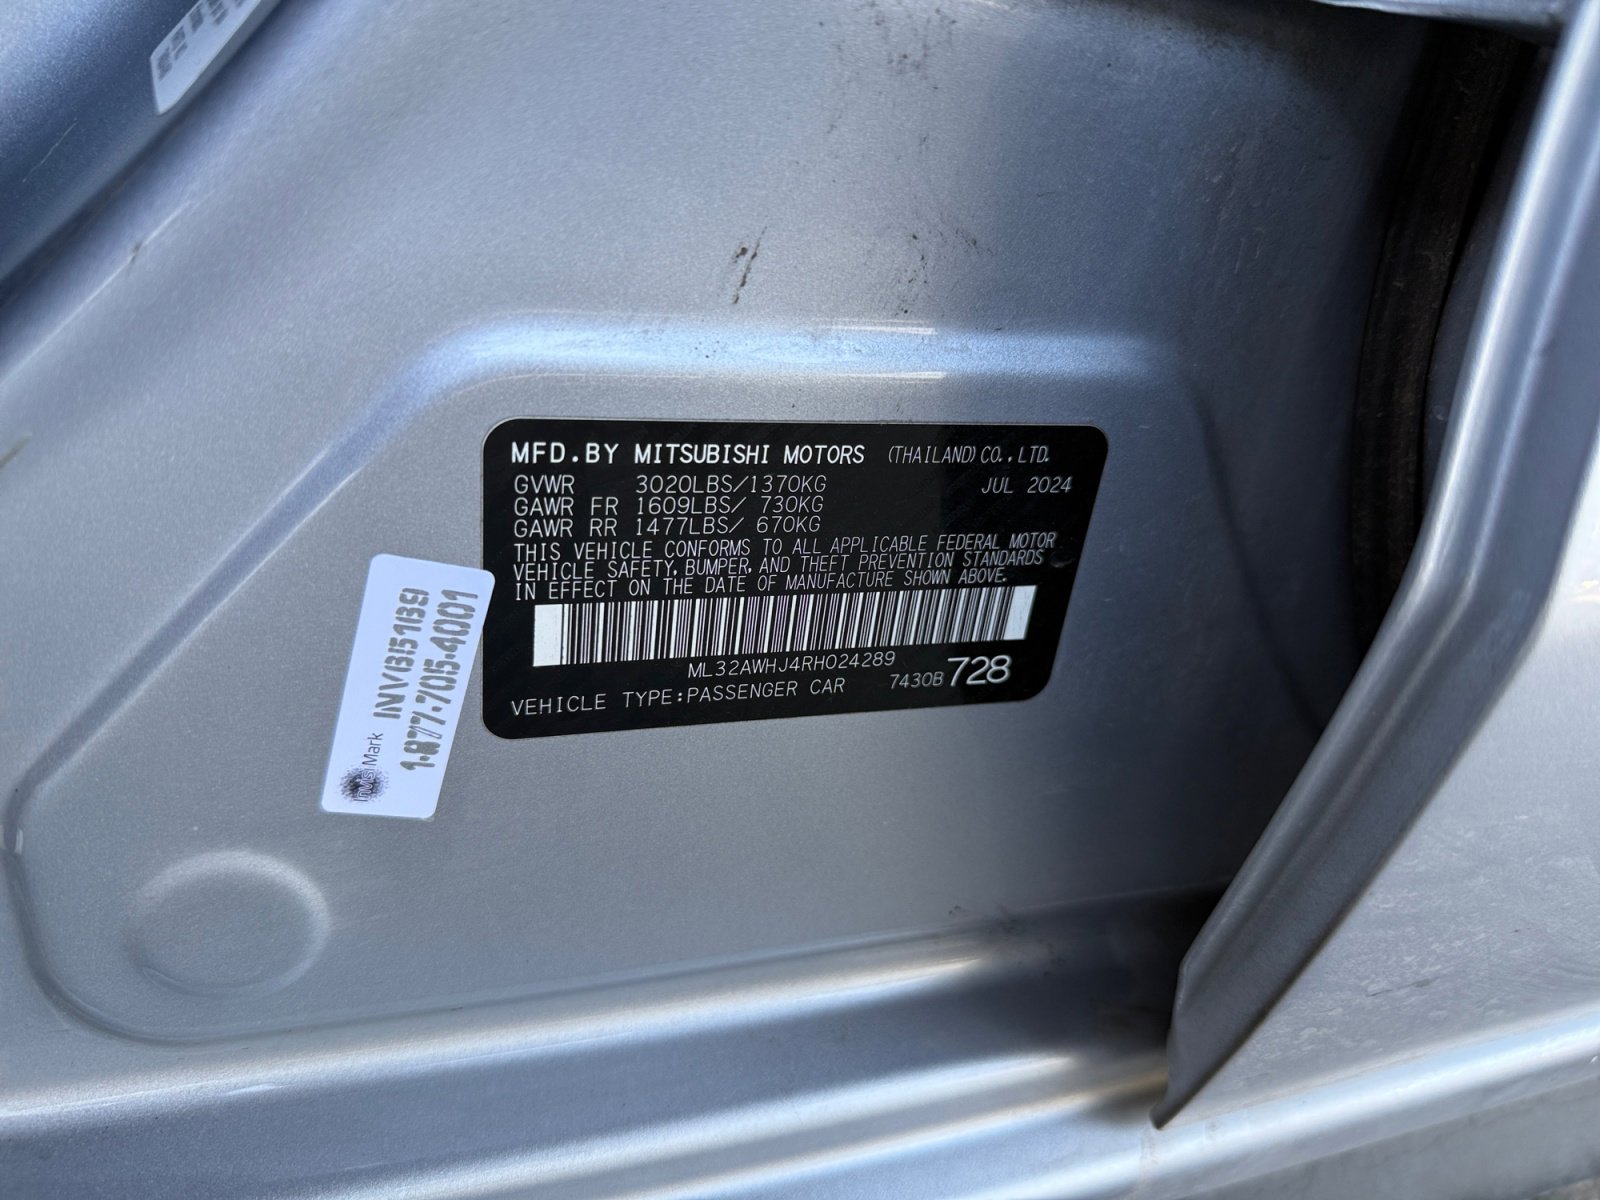 MFD.BY MITSUBISHI MOTORS (THAILAND) CO., LTD.
GVWR 3020LBS/1370KG JUL 2024
GAWR FR 1609LBS/ 730KG
GAWR RR 1477LBS/ 670KG
THIS VEHICLE CONFORMS TO ALL APPLICABLE FEDERAL MOTOR
VEHICLE SAFETY, BUMPER, AND THEFT PREVENTION STANDARDS
IN EFFECT ON THE DATE OF MANUFACTURE SHOWN ABOVE.
ML32AWHJ4RH024289
VEHICLE TYPE:PASSENGER CAR 7430B 728
Mark
1.877.705.4001